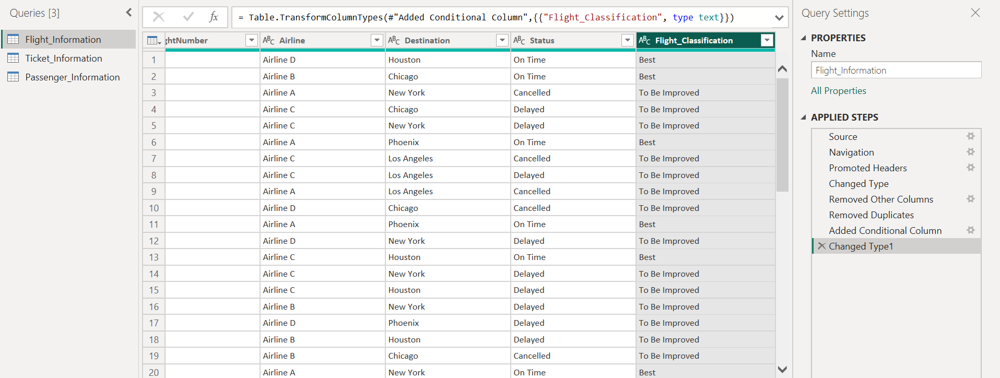 Queries [3]
Flight_Information
Ticket_Information
Passenger_Information
fx
= Table.TransformColumnTypes(#"Added Conditional Column",{{"Flight_Classification", type text}})
ghtNumber ABC Airline ABC Destination ABC Status ABC Flight_Classification
1 Airline D Houston On Time Best
2 Airline B Chicago On Time Best
3 Airline A New York Cancelled To Be Improved
4 Airline C Chicago Delayed To Be Improved
5 Airline C New York Delayed To Be Improved
6 Airline A Phoenix On Time Best
7 Airline C Los Angeles Cancelled To Be Improved
8 Airline C Los Angeles Delayed To Be Improved
9 Airline A Los Angeles Cancelled To Be Improved
10 Airline D Chicago Cancelled To Be Improved
11 Airline A Phoenix On Time Best
12 Airline D New York Delayed To Be Improved
13 Airline C Houston On Time Best
14 Airline C New York Delayed To Be Improved
15 Airline C Houston Delayed To Be Improved
16 Airline B New York Delayed To Be Improved
17 Airline D Phoenix Delayed To Be Improved
18 Airline B Houston Delayed To Be Improved
19 Airline B Chicago Cancelled To Be Improved
20 Airline A New York On Time Best
Query Settings
PROPERTIES
Name
Flight_Information
All Properties
APPLIED STEPS
Source
Navigation
Promoted Headers
Changed Type
Removed Other Columns
Removed Duplicates
Added Conditional Column
Changed Type1